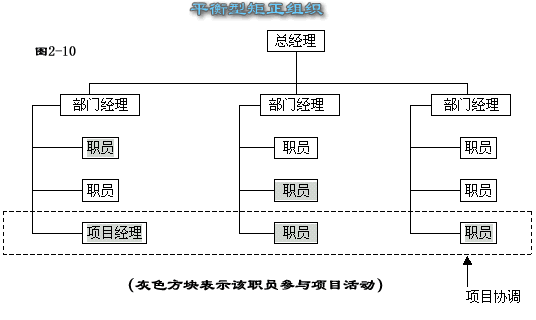 平衡型矩正组织
图2-10
总经理
部门经理 部门经理 部门经理
职员 职员 职员
职员 职员 职员
项目经理 职员 职员
(灰色方块表示该职员参与项目活动)
项目协调